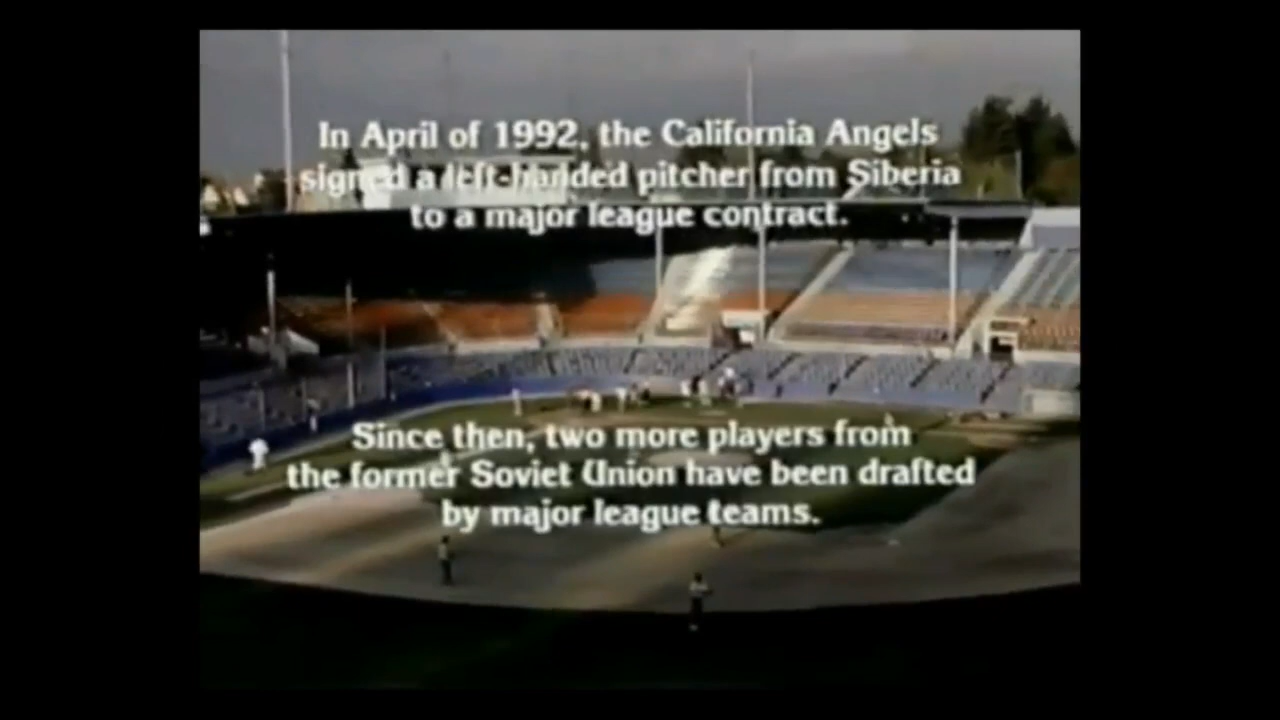 In April of 1992, the California Angels
signed a left-handed pitcher from Siberia
to a major league contract.
Since then, two more players from
the former Soviet Union have been drafted
by major league teams.